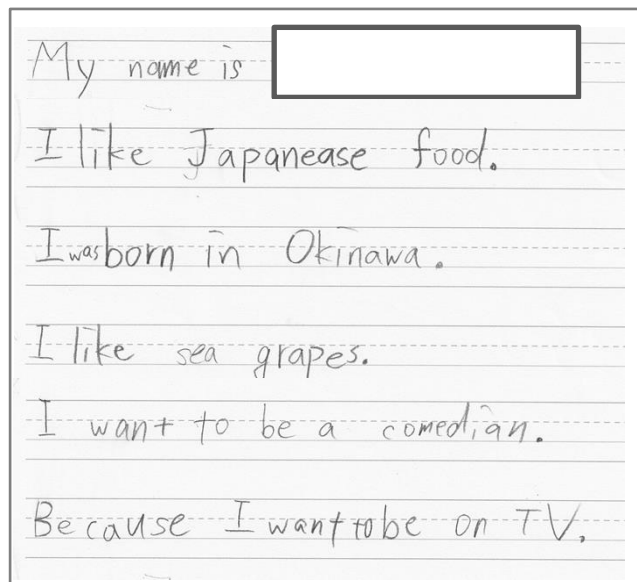 My name is
I like Japanease food.
I was born in Okinawa.
I like sea grapes.
I want to be a comedian.
Because I want to be on TV.